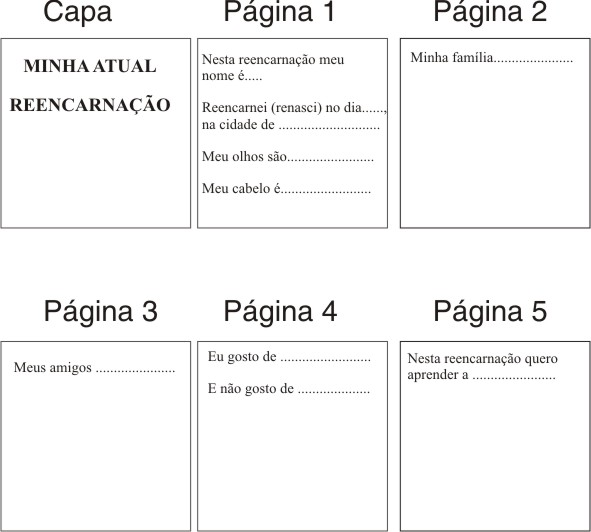 Capa
MINHA ATUAL
REENCARNAÇÃO
Página 1
Nesta reencarnação meu
nome é.....
Reencarnei (renasci) no dia......,
na cidade de ............................
Meu olhos são........................
Meu cabelo é.........................
Página 2
Minha família......................
Página 3
Meus amigos ......................
Página 4
Eu gosto de .........................
E não gosto de ....................
Página 5
Nesta reencarnação quero
aprender a .......................